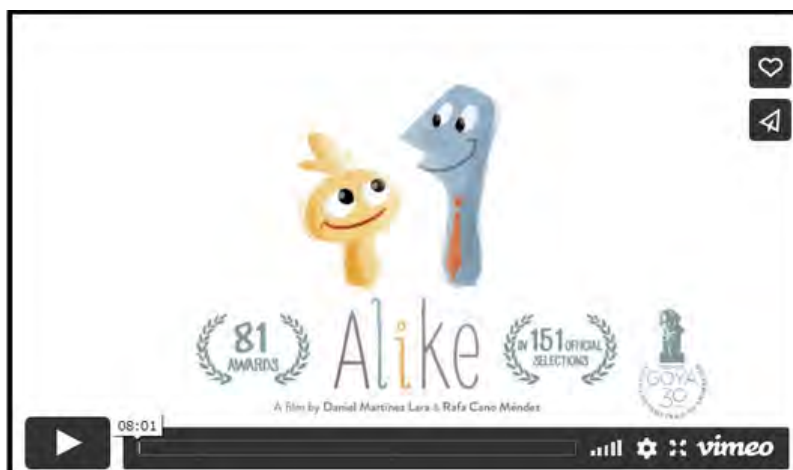 81
AWARDS
Alike
IN 151 OFFICIAL
SELECTIONS
GOYA
30
A film by Daniel Martínez Lara & Rafa Cano Méndez
08:01
vimeo